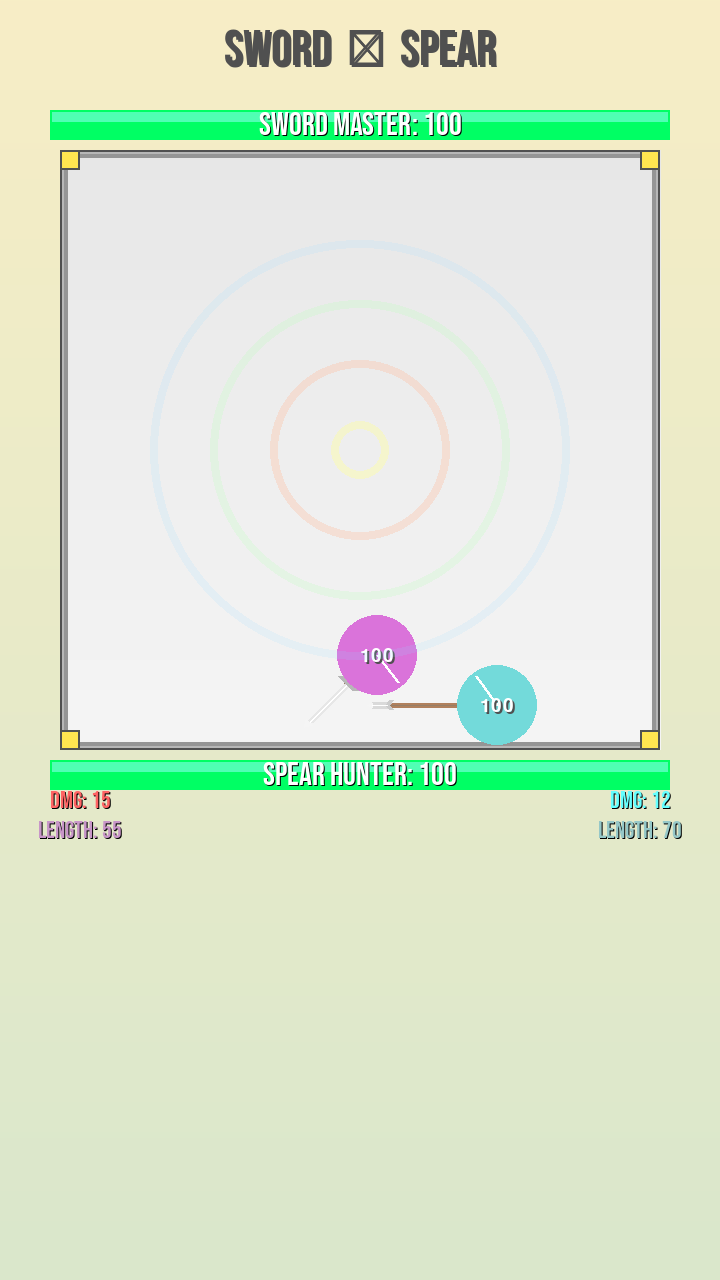 SWORD ☒ SPEAR
SWORD MASTER: 100
100
100
SPEAR HUNTER: 100
DMG: 15
DMG: 12
LENGTH: 55
LENGTH: 70